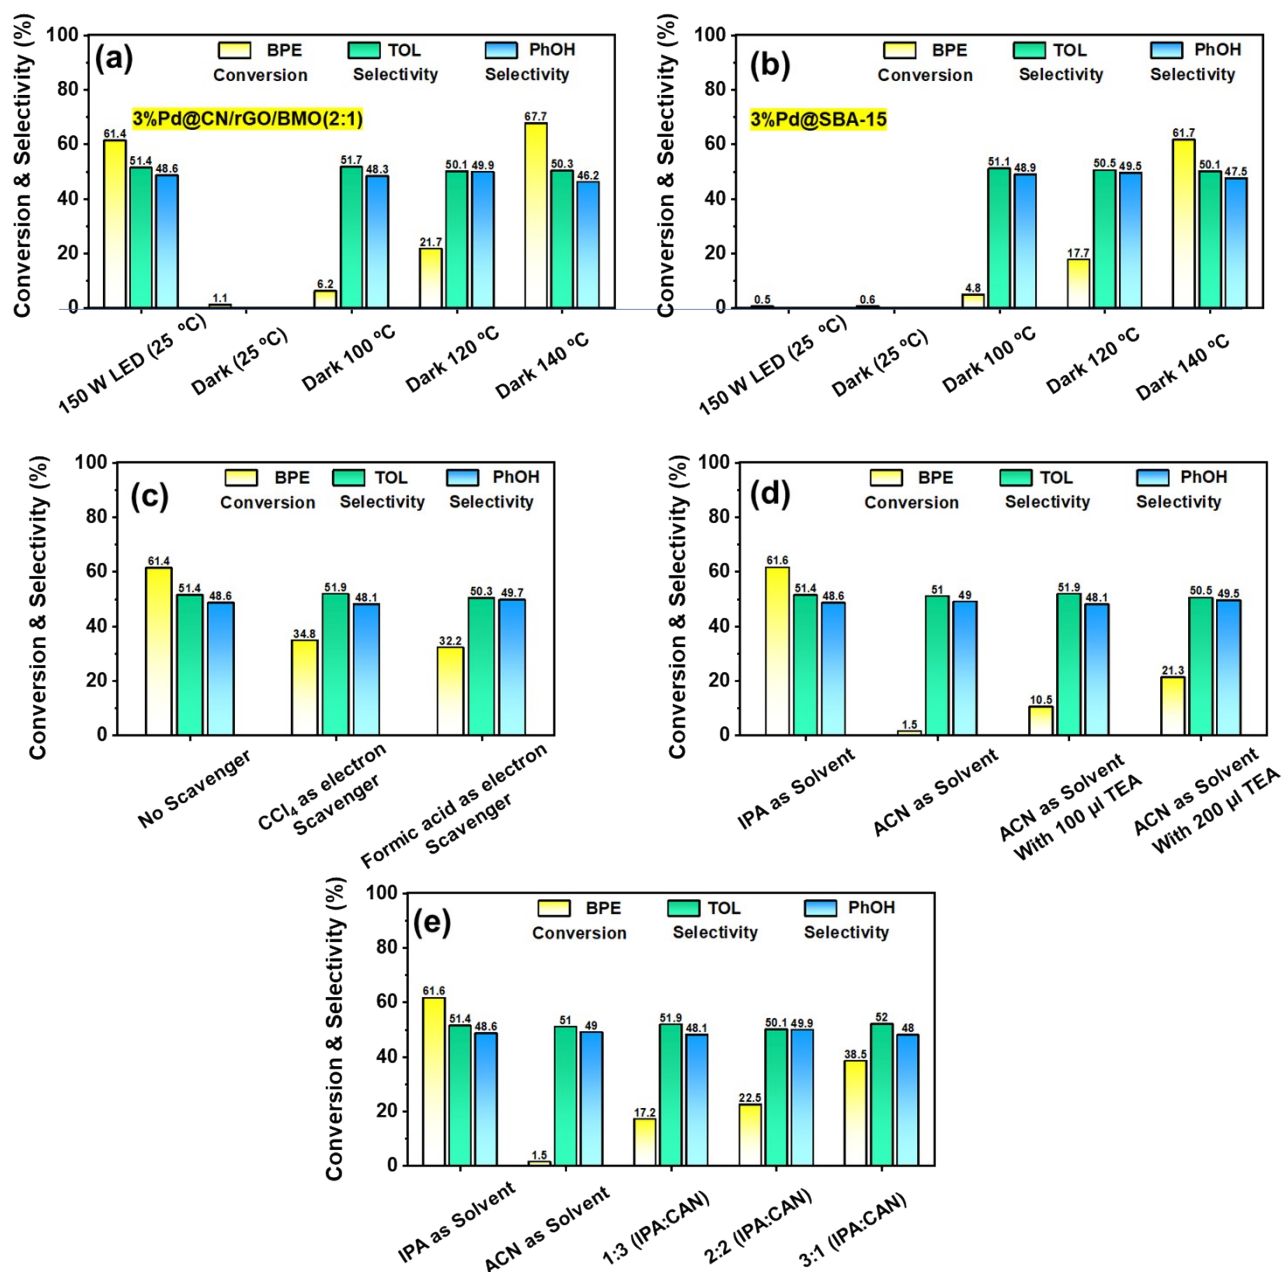 (a)
BPE TOL PhOH
Conversion Selectivity Selectivity
3%Pd@CN/rGO/BMO(2:1)
Conversion & Selectivity (%)
100
80
60
40
20
0
61.4 51.4 48.6
1.1
6.2 51.7 48.3
21.7 50.1 49.9
67.7 50.3 46.2
150 W LED (25 ºC)
Dark (25 ºC)
Dark 100 ºC
Dark 120 ºC
Dark 140 ºC
(b)
BPE TOL PhOH
Conversion Selectivity Selectivity
3%Pd@SBA-15
Conversion & Selectivity (%)
100
80
60
40
20
0
0.5
0.6
4.8 51.1 48.9
17.7 50.5 49.5
61.7 50.1 47.5
150 W LED (25 ºC)
Dark (25 ºC)
Dark 100 ºC
Dark 120 ºC
Dark 140 ºC
(c)
BPE TOL PhOH
Conversion Selectivity Selectivity
Conversion & Selectivity (%)
100
80
60
40
20
0
61.4 51.4 48.6
34.8 51.9 48.1
32.2 50.3 49.7
No Scavenger
CCl₄ as electron
Scavenger
Formic acid as electron
Scavenger
(d)
BPE TOL PhOH
Conversion Selectivity Selectivity
Conversion & Selectivity (%)
100
80
60
40
20
0
61.6 51.4 48.6
1.5 51 49
10.5 51.9 48.1
21.3 50.5 49.5
IPA as Solvent
ACN as Solvent
ACN as Solvent
With 100 µl TEA
ACN as Solvent
With 200 µl TEA
(e)
BPE TOL PhOH
Conversion Selectivity Selectivity
Conversion & Selectivity (%)
100
80
60
40
20
0
61.6 51.4 48.6
1.5 51 49
17.2 51.9 48.1
22.5 50.1 49.9
38.5 52 48
IPA as Solvent
ACN as Solvent
1:3 (IPA:CAN)
2:2 (IPA:CAN)
3:1 (IPA:CAN)